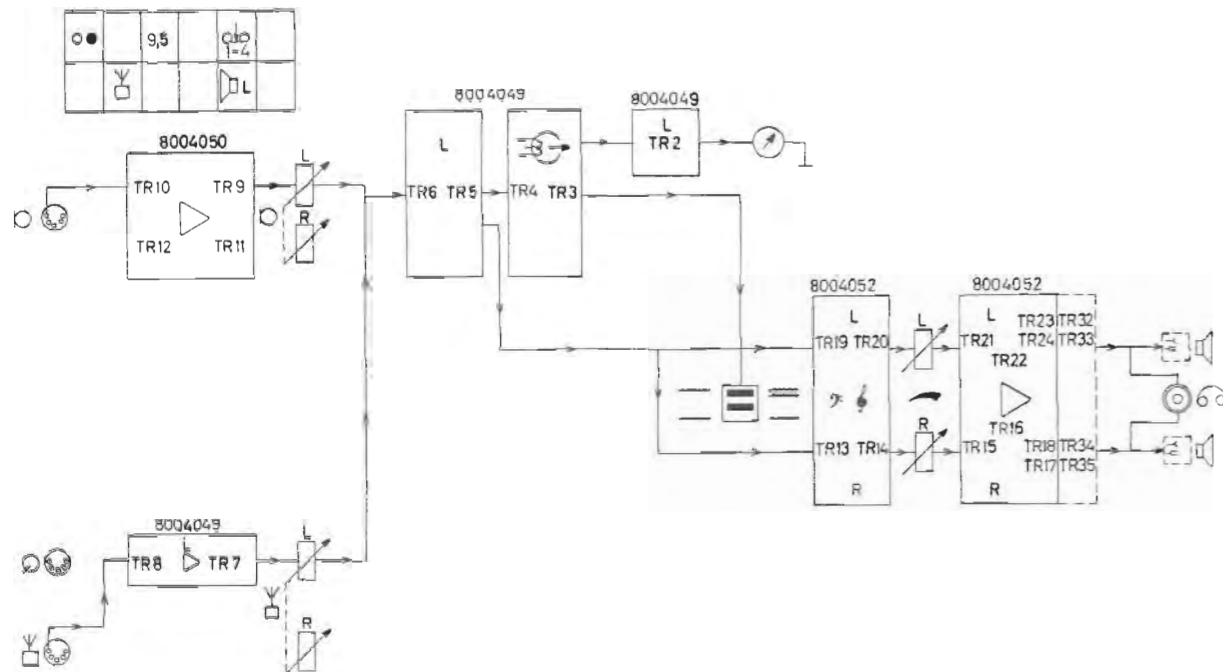 9,5
1=4
L
8004050
TR10 TR9
TR12 TR11
L
R
8004049
L
TR6 TR5
TR4 TR3
8004049
L
TR2
8004052
L
TR19 TR20
TR13 TR14
R
L
R
8004052
L
TR23 TR32
TR21 TR24 TR33
TR22
TR16
TR15 TR18 TR34
TR17 TR35
R
8004049
L
TR8 TR7
L
R